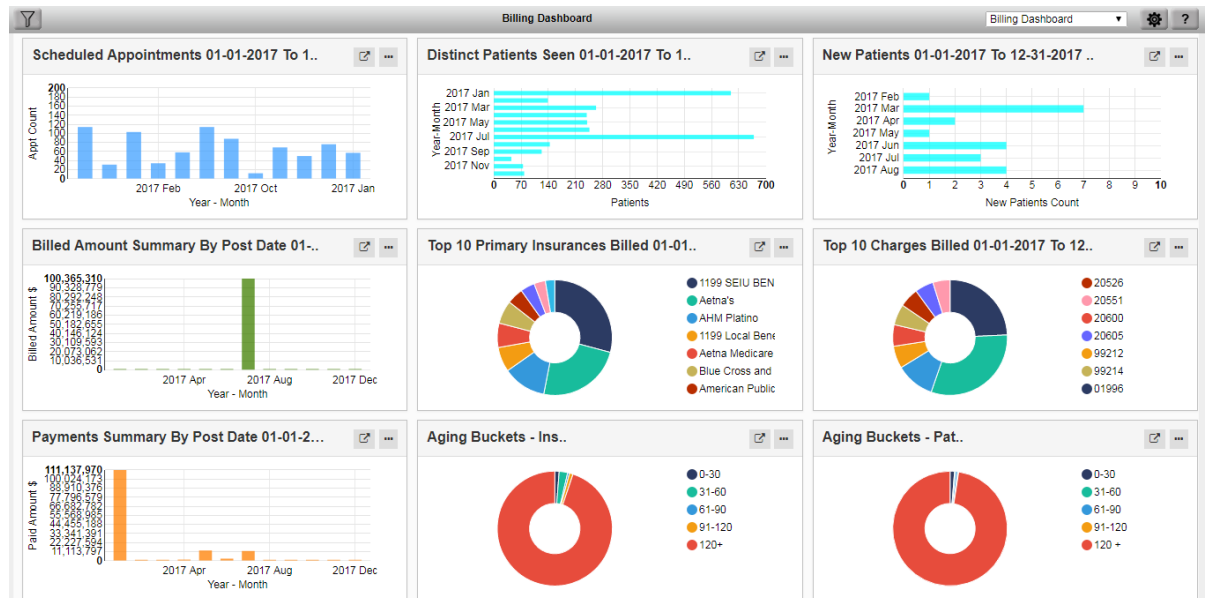 Billing Dashboard
Billing Dashboard
?
Scheduled Appointments 01-01-2017 To 1..
200
180
160
140
120
100
80
60
40
20
0
Appt Count
2017 Feb 2017 Oct 2017 Jan
Year - Month
Distinct Patients Seen 01-01-2017 To 1..
Year-Month
2017 Jan
2017 Mar
2017 May
2017 Jul
2017 Sep
2017 Nov
0 70 140 210 280 350 420 490 560 630 700
Patients
New Patients 01-01-2017 To 12-31-2017 ..
Year-Month
2017 Feb
2017 Mar
2017 Apr
2017 May
2017 Jun
2017 Jul
2017 Aug
0 1 2 3 4 5 6 7 8 9 10
New Patients Count
Billed Amount Summary By Post Date 01-..
Billed Amount $
100,365,310
90,328,779
80,292,248
70,255,717
60,219,186
50,182,655
40,146,124
30,109,593
20,073,062
10,036,531
0
2017 Apr 2017 Aug 2017 Dec
Year - Month
Top 10 Primary Insurances Billed 01-01..
1199 SEIU BEN
Aetna's
AHM Platino
1199 Local Bene
Aetna Medicare
Blue Cross and
American Public
Top 10 Charges Billed 01-01-2017 To 12..
20526
20551
20600
20605
99212
99214
01996
Payments Summary By Post Date 01-01-2...
Paid Amount $
111,137,970
100,024,173
88,910,376
77,796,579
66,682,782
55,568,985
44,455,188
33,341,391
22,227,594
11,113,797
0
2017 Apr 2017 Aug 2017 Dec
Year - Month
Aging Buckets - Ins..
0-30
31-60
61-90
91-120
120+
Aging Buckets - Pat..
0-30
31-60
61-90
91-120
120 +